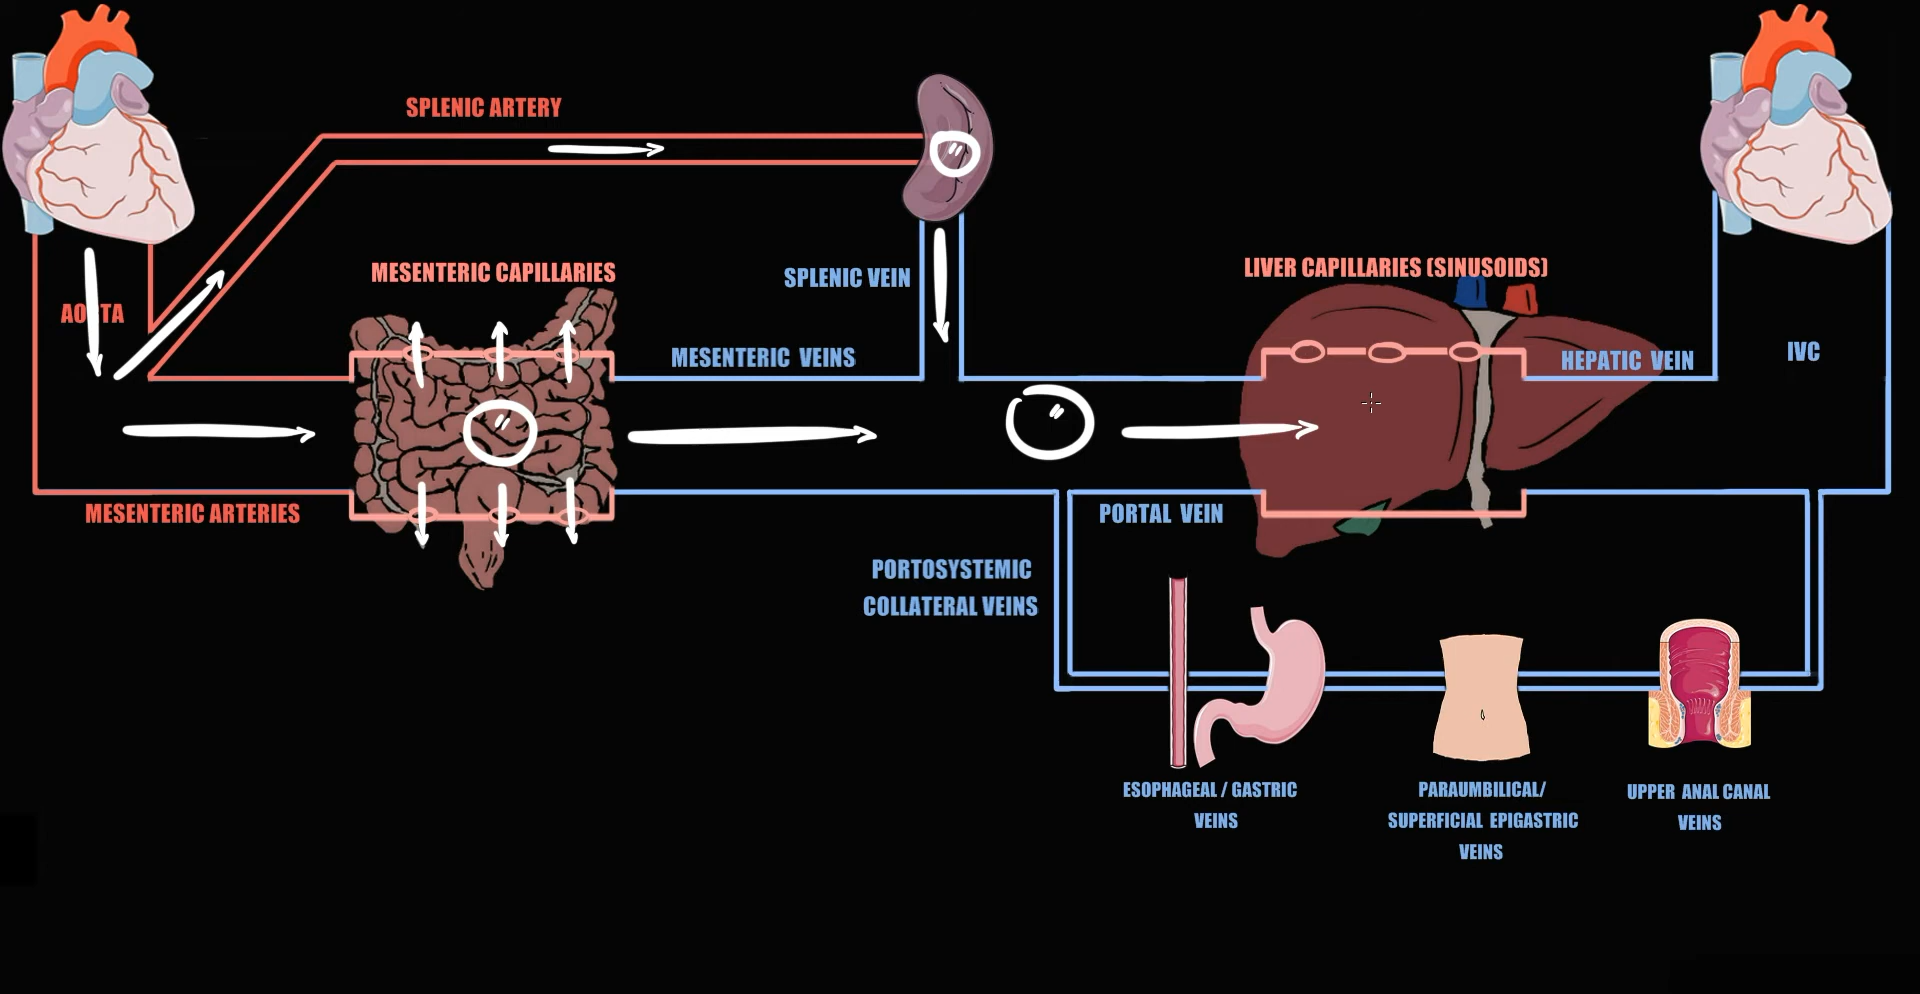 SPLENIC ARTERY
MESENTERIC CAPILLARIES
SPLENIC VEIN
LIVER CAPILLARIES (SINUSOIDS)
AORTA
MESENTERIC VEINS
HEPATIC VEIN
IVC
MESENTERIC ARTERIES
PORTAL VEIN
PORTOSYSTEMIC
COLLATERAL VEINS
ESOPHAGEAL / GASTRIC
VEINS
PARAUMBILICAL/
SUPERFICIAL EPIGASTRIC
VEINS
UPPER ANAL CANAL
VEINS